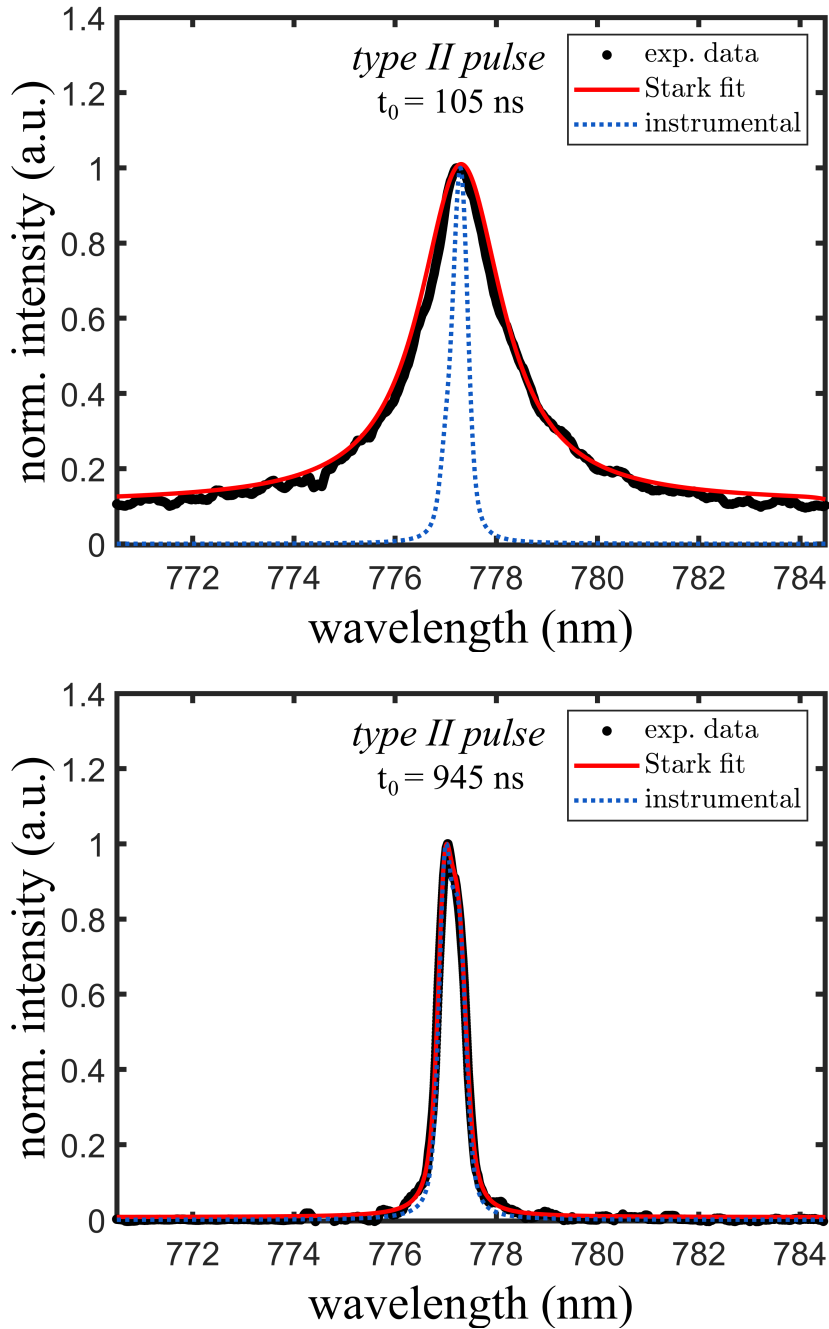 norm. intensity (a.u.)
1.4
1.2
1
0.8
0.6
0.4
0.2
0
type II pulse
t₀ = 105 ns
exp. data
Stark fit
instrumental
772 774 776 778 780 782 784
wavelength (nm)
norm. intensity (a.u.)
1.4
1.2
1
0.8
0.6
0.4
0.2
0
type II pulse
t₀ = 945 ns
exp. data
Stark fit
instrumental
772 774 776 778 780 782 784
wavelength (nm)